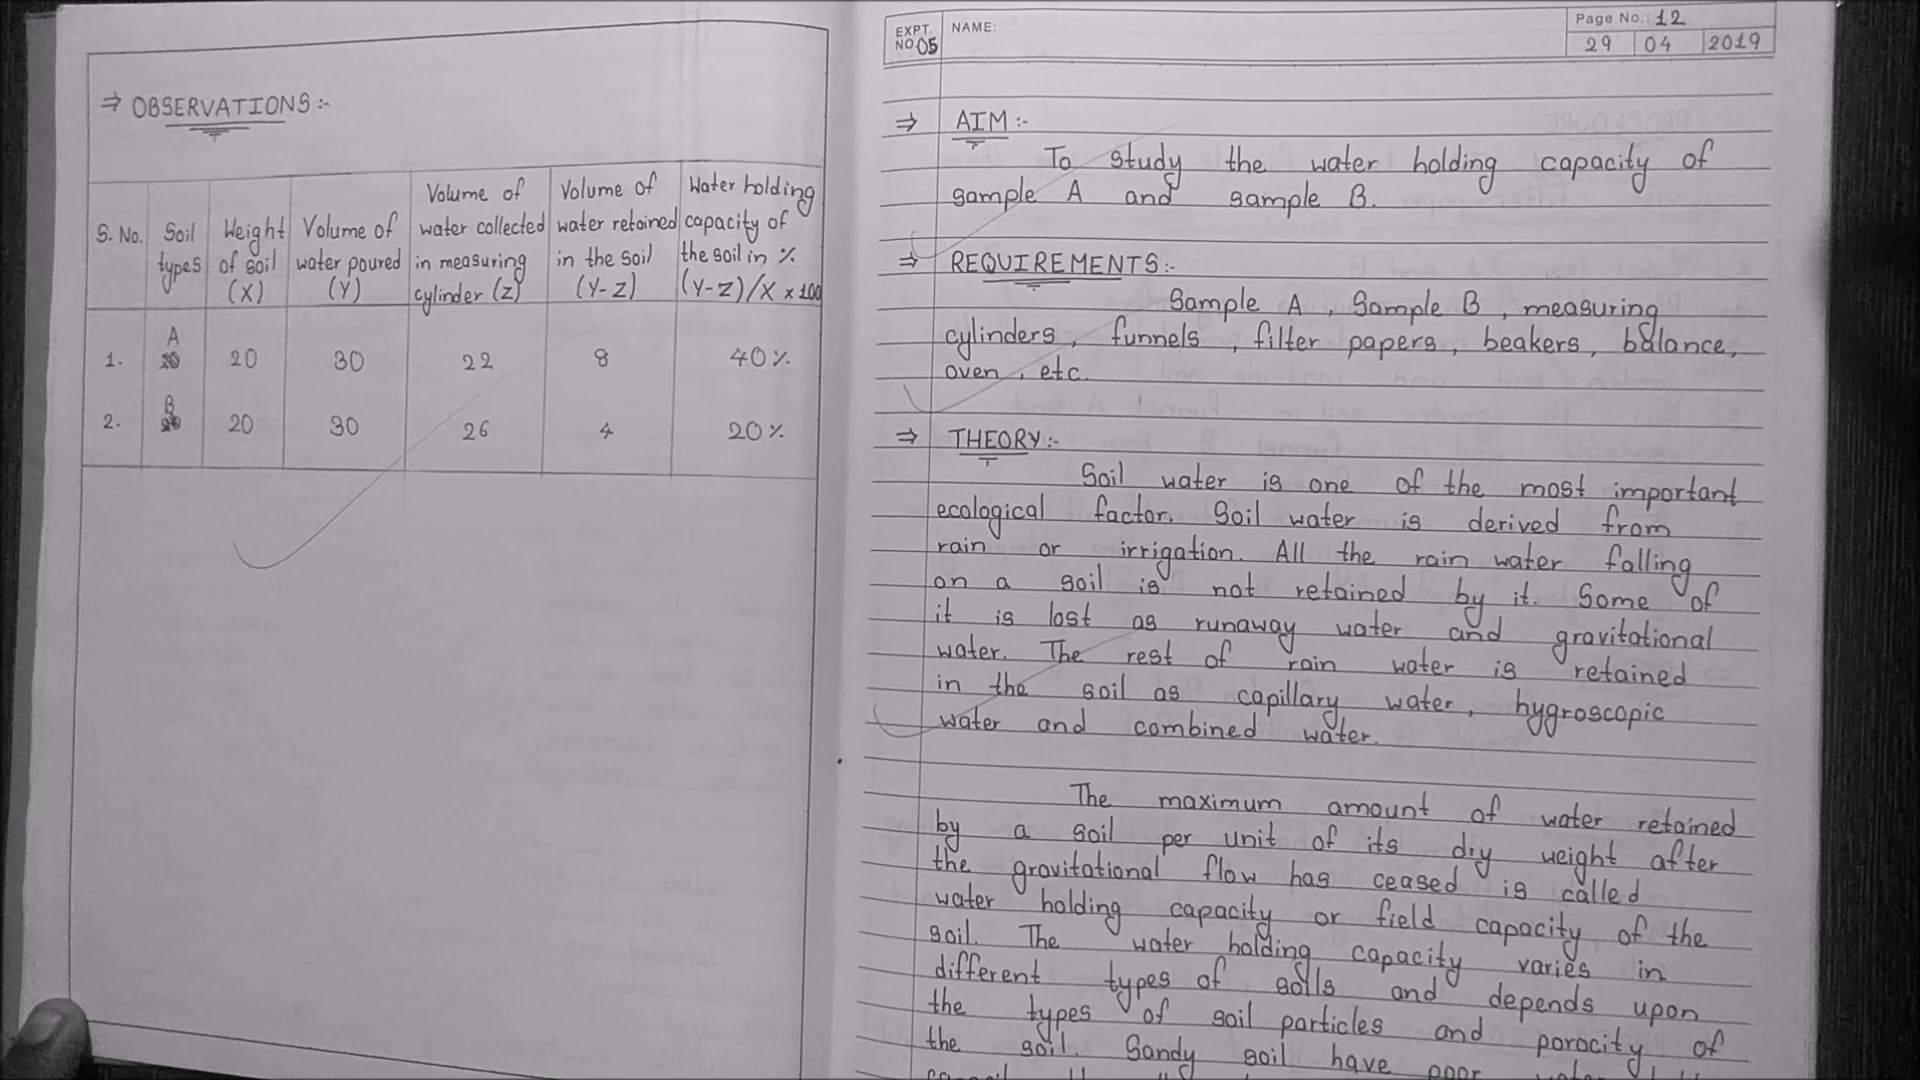 ⇒ OBSERVATIONS :-
S. No.
Soil
types
Weight
of soil
(X)
Volume of
water poured
(Y)
Volume of
water collected
in measuring
cylinder (Z)
Volume of
water retained
in the soil
(Y-Z)
Water holding
capacity of
the soil in %
(Y-Z)/X x 100
1. A 20 30 22 8 40%
2. B 20 30 26 4 20%
EXPT.
NO 05
NAME:
Page No.: 12
29 04 2019
⇒ AIM :-
To study the water holding capacity of
sample A and sample B.
⇒ REQUIREMENTS :-
Sample A, Sample B, measuring
cylinders, funnels, filter papers, beakers, balance,
oven, etc.
⇒ THEORY :-
Soil water is one of the most important
ecological factor. Soil water is derived from
rain or irrigation. All the rain water falling
on a soil is not retained by it. Some of
it is lost as runaway water and gravitational
water. The rest of rain water is retained
in the soil as capillary water, hygroscopic
water and combined water.
The maximum amount of water retained
by a soil per unit of its dry weight after
the gravitational flow has ceased is called
water holding capacity or field capacity of the
soil. The water holding capacity varies in
different types of soils and depends upon
the types of soil particles and porocity of
the soil. Sandy soil have poor water